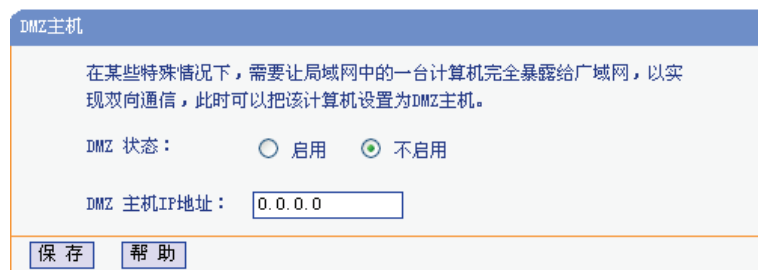 DMZ主机
在某些特殊情况下，需要让局域网中的一台计算机完全暴露给广域网，以实
现双向通信，此时可以把该计算机设置为DMZ主机。
DMZ 状态： 启用 不启用
DMZ 主机IP地址： 0.0.0.0
保 存 帮 助